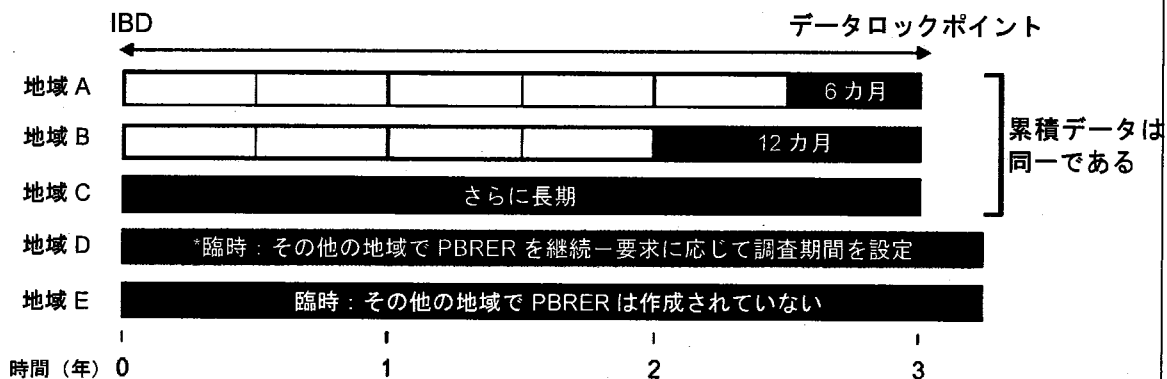 IBD データロックポイント
地域 A 6 カ月
地域 B 12 カ月
地域 C さらに長期
累積データは
同一である
地域 D *臨時：その他の地域で PBRER を継続ー要求に応じて調査期間を設定
地域 E 臨時：その他の地域で PBRER は作成されていない
時間（年） 0 1 2 3